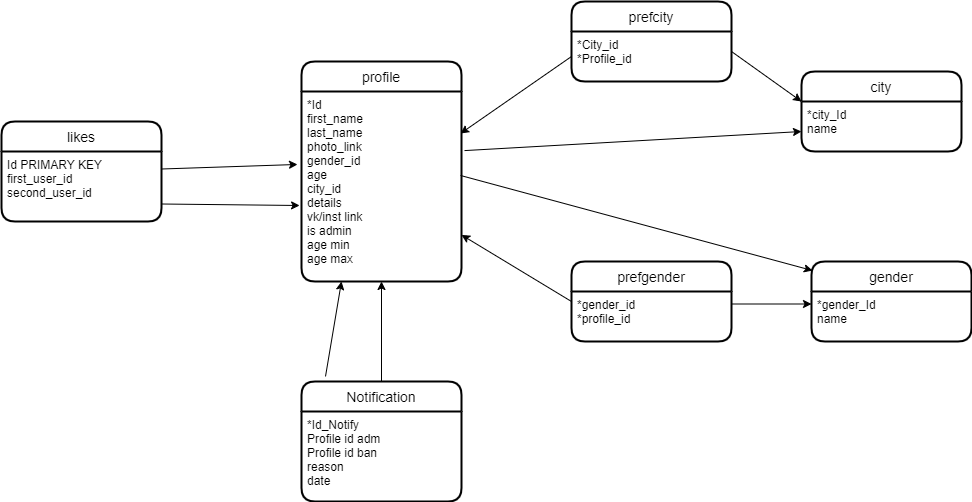 prefcity
*City_id
*Profile_id
profile
*Id
first_name
last_name
photo_link
gender_id
age
city_id
details
vk/inst link
is admin
age min
age max
city
*city_Id
name
likes
Id PRIMARY KEY
first_user_id
second_user_id
prefgender
*gender_id
*profile_id
gender
*gender_Id
name
Notification
*Id_Notify
Profile id adm
Profile id ban
reason
date